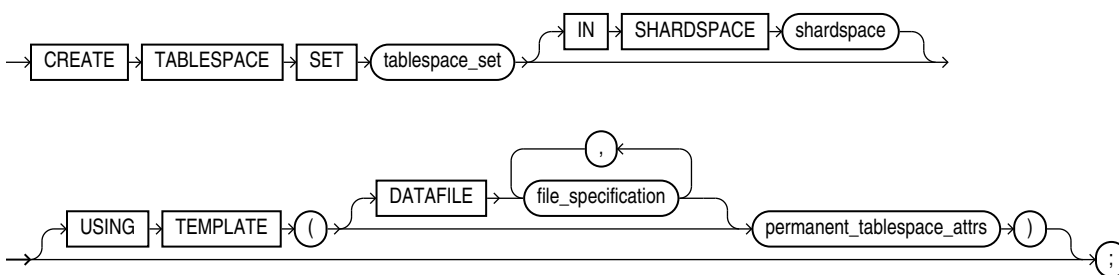 IN SHARDSPACE shardspace
CREATE TABLESPACE SET tablespace_set
,
DATAFILE file_specification
USING TEMPLATE ( permanent_tablespace_attrs )
;